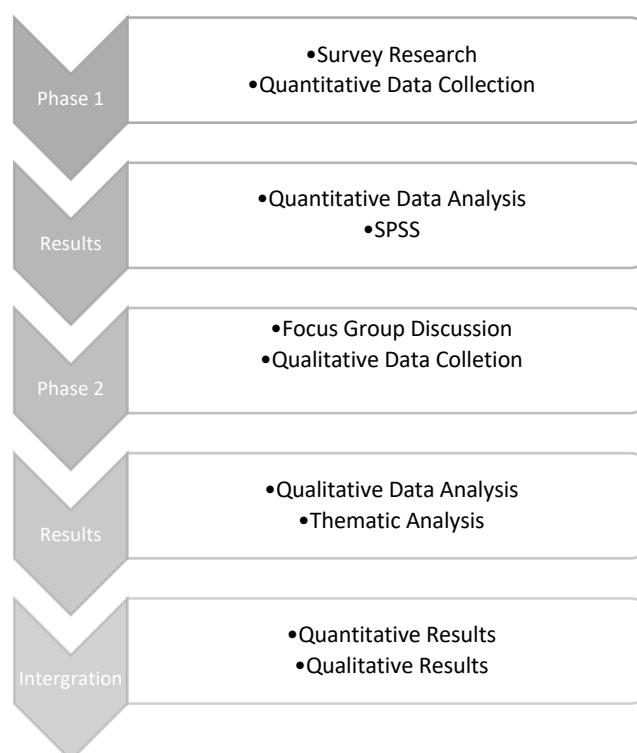 Phase 1
•Survey Research
•Quantitative Data Collection
Results
•Quantitative Data Analysis
•SPSS
Phase 2
•Focus Group Discussion
•Qualitative Data Colletion
Results
•Qualitative Data Analysis
•Thematic Analysis
Intergration
•Quantitative Results
•Qualitative Results